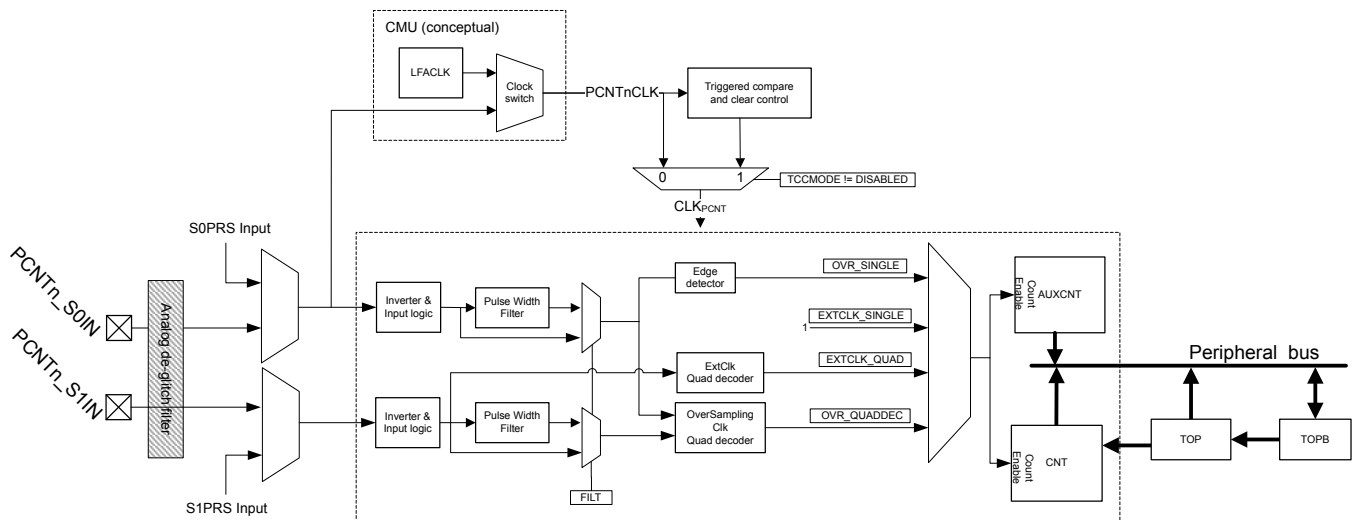 CMU (conceptual)
LFACLK
Clock
switch
PCNTnCLK
Triggered compare
and clear control
0
1
TCCMODE != DISABLED
CLKPCNT
S0PRS Input
PCNTn_S0IN
PCNTn_S1IN
Analog de-glitch filter
S1PRS Input
Inverter &
Input logic
Pulse Width
Filter
Edge
detector
OVR_SINGLE
1
EXTCLK_SINGLE
ExtClk
Quad decoder
EXTCLK_QUAD
Inverter &
Input logic
Pulse Width
Filter
OverSampling
Clk
Quad decoder
OVR_QUADDEC
FILT
Count
Enable
AUXCNT
Peripheral bus
Count
Enable
CNT
TOP
TOPB